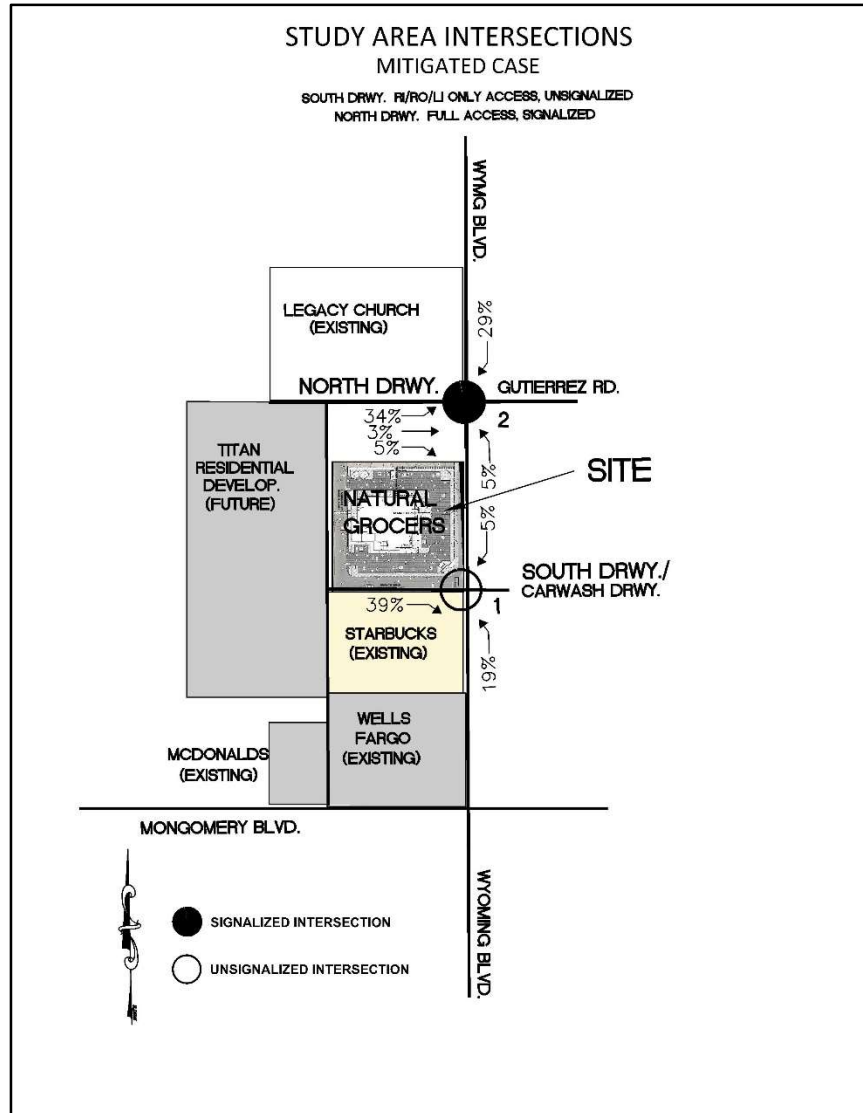 STUDY AREA INTERSECTIONS
MITIGATED CASE
SOUTH DRWY. RI/RO/LI ONLY ACCESS, UNSIGNALIZED
NORTH DRWY. FULL ACCESS, SIGNALIZED
WYMG BLVD.
LEGACY CHURCH
(EXISTING)
29%
NORTH DRWY.
GUTIERREZ RD.
34%
3%
5%
2
5%
5%
TITAN
RESIDENTIAL
DEVELOP.
(FUTURE)
SITE
NATURAL
GROCERS
SOUTH DRWY./
CARWASH DRWY.
39%
1
STARBUCKS
(EXISTING)
19%
WELLS
FARGO
(EXISTING)
MCDONALDS
(EXISTING)
MONGOMERY BLVD.
WYOMING BLVD.
SIGNALIZED INTERSECTION
UNSIGNALIZED INTERSECTION